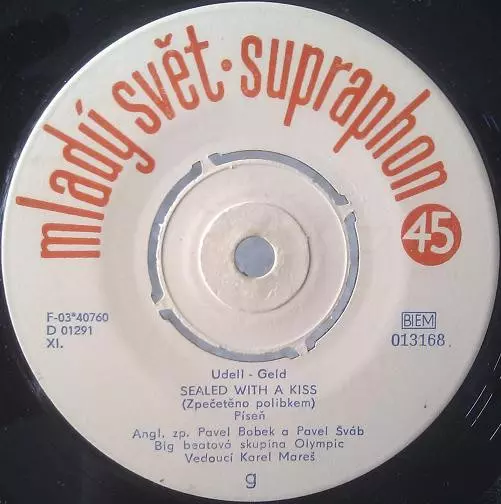 mladý svět · supraphon
45
F-03*40760
D 01291
XI.
BIEM
013168.
Udell - Geld
SEALED WITH A KISS
(Zpečetěno polibkem)
Píseň
Angl. zp. Pavel Bobek a Pavel Sváb
Big beatová skupina Olympic
Vedoucí Karel Mareš
g